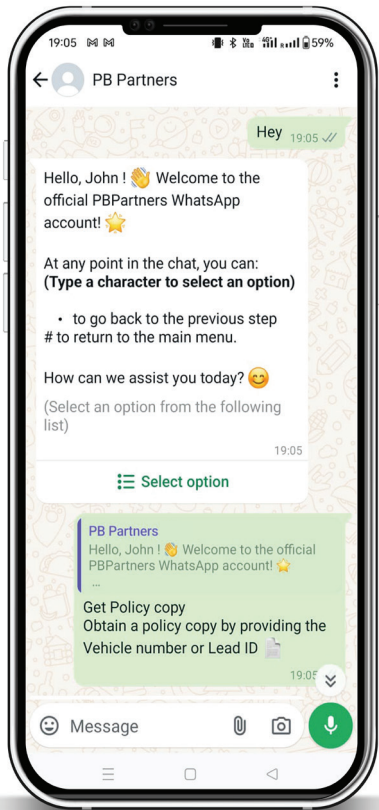 19:05 59%
PB Partners
Hey 19:05
Hello, John ! 👋 Welcome to the
official PBPartners WhatsApp
account! ⭐
At any point in the chat, you can:
(Type a character to select an option)
• to go back to the previous step
# to return to the main menu.
How can we assist you today? 😊
(Select an option from the following
list)
19:05
Select option
PB Partners
Hello, John ! 👋 Welcome to the official
PBPartners WhatsApp account! ⭐
...
Get Policy copy
Obtain a policy copy by providing the
Vehicle number or Lead ID 📄
19:05
Message